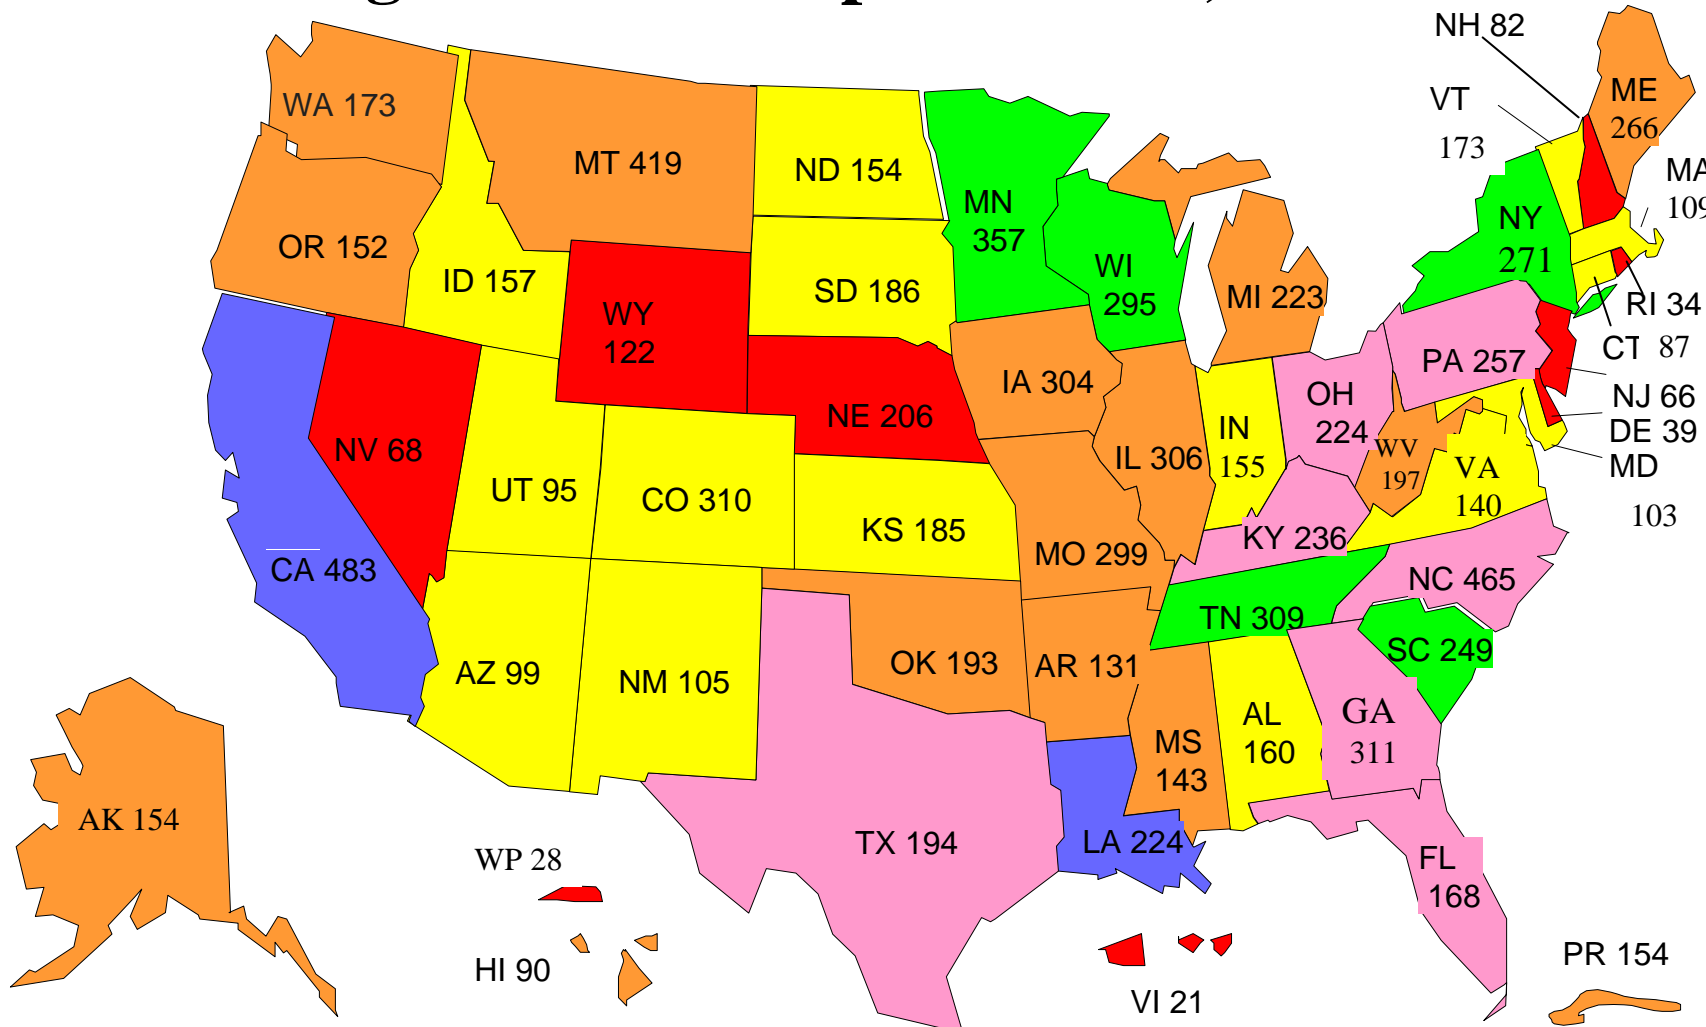 NH 82
VT
173
ME
266
MA
109
WA 173
MT 419
ND 154
MN
357
NY
271
OR 152
ID 157
SD 186
WI
295
MI 223
RI 34
WY
122
CT 87
PA 257
IA 304
NJ 66
OH
224
NE 206
DE 39
IN
155
NV 68
WV
197
IL 306
MD
103
VA
140
UT 95
CO 310
KS 185
KY 236
MO 299
CA 483
NC 465
TN 309
SC 249
OK 193
AR 131
AZ 99
NM 105
AL
160
GA
311
MS
143
AK 154
TX 194
LA 224
WP 28
FL
168
HI 90
VI 21
PR 154